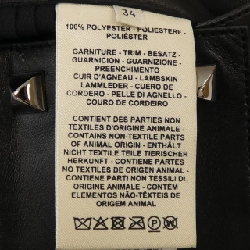 34
100% POLYESTER - POLIESTERE
POLIÉSTER
GARNITURE - TRIM - BESATZ -
GUARNICIÓN - GUARNIZIONE -
PREENCHIMENTO
CUIR D'AGNEAU - LAMBSKIN
LAMMLEDER - CUERO DE
CORDERO - PELLE DI AGNELLO
- COURO DE CORDEIRO
CONTIENT DES PARTIES NON
TEXTILES D'ORIGINE ANIMALE
CONTAINS NON-TEXTILE PARTS
OF ANIMAL ORIGIN - ENTHÄLT
NICHT TEXTILE TEILE TIERISCHER
HERKUNFT - CONTIENE PARTES
NO TEXTILES DE ORIGEN ANIMAL
CONTIENE PARTI NON TESSILI DI
ORIGINE ANIMALE - CONTÉM
ELEMENTOS NÃO-TÊXTEIS DE
ORIGEM ANIMAL